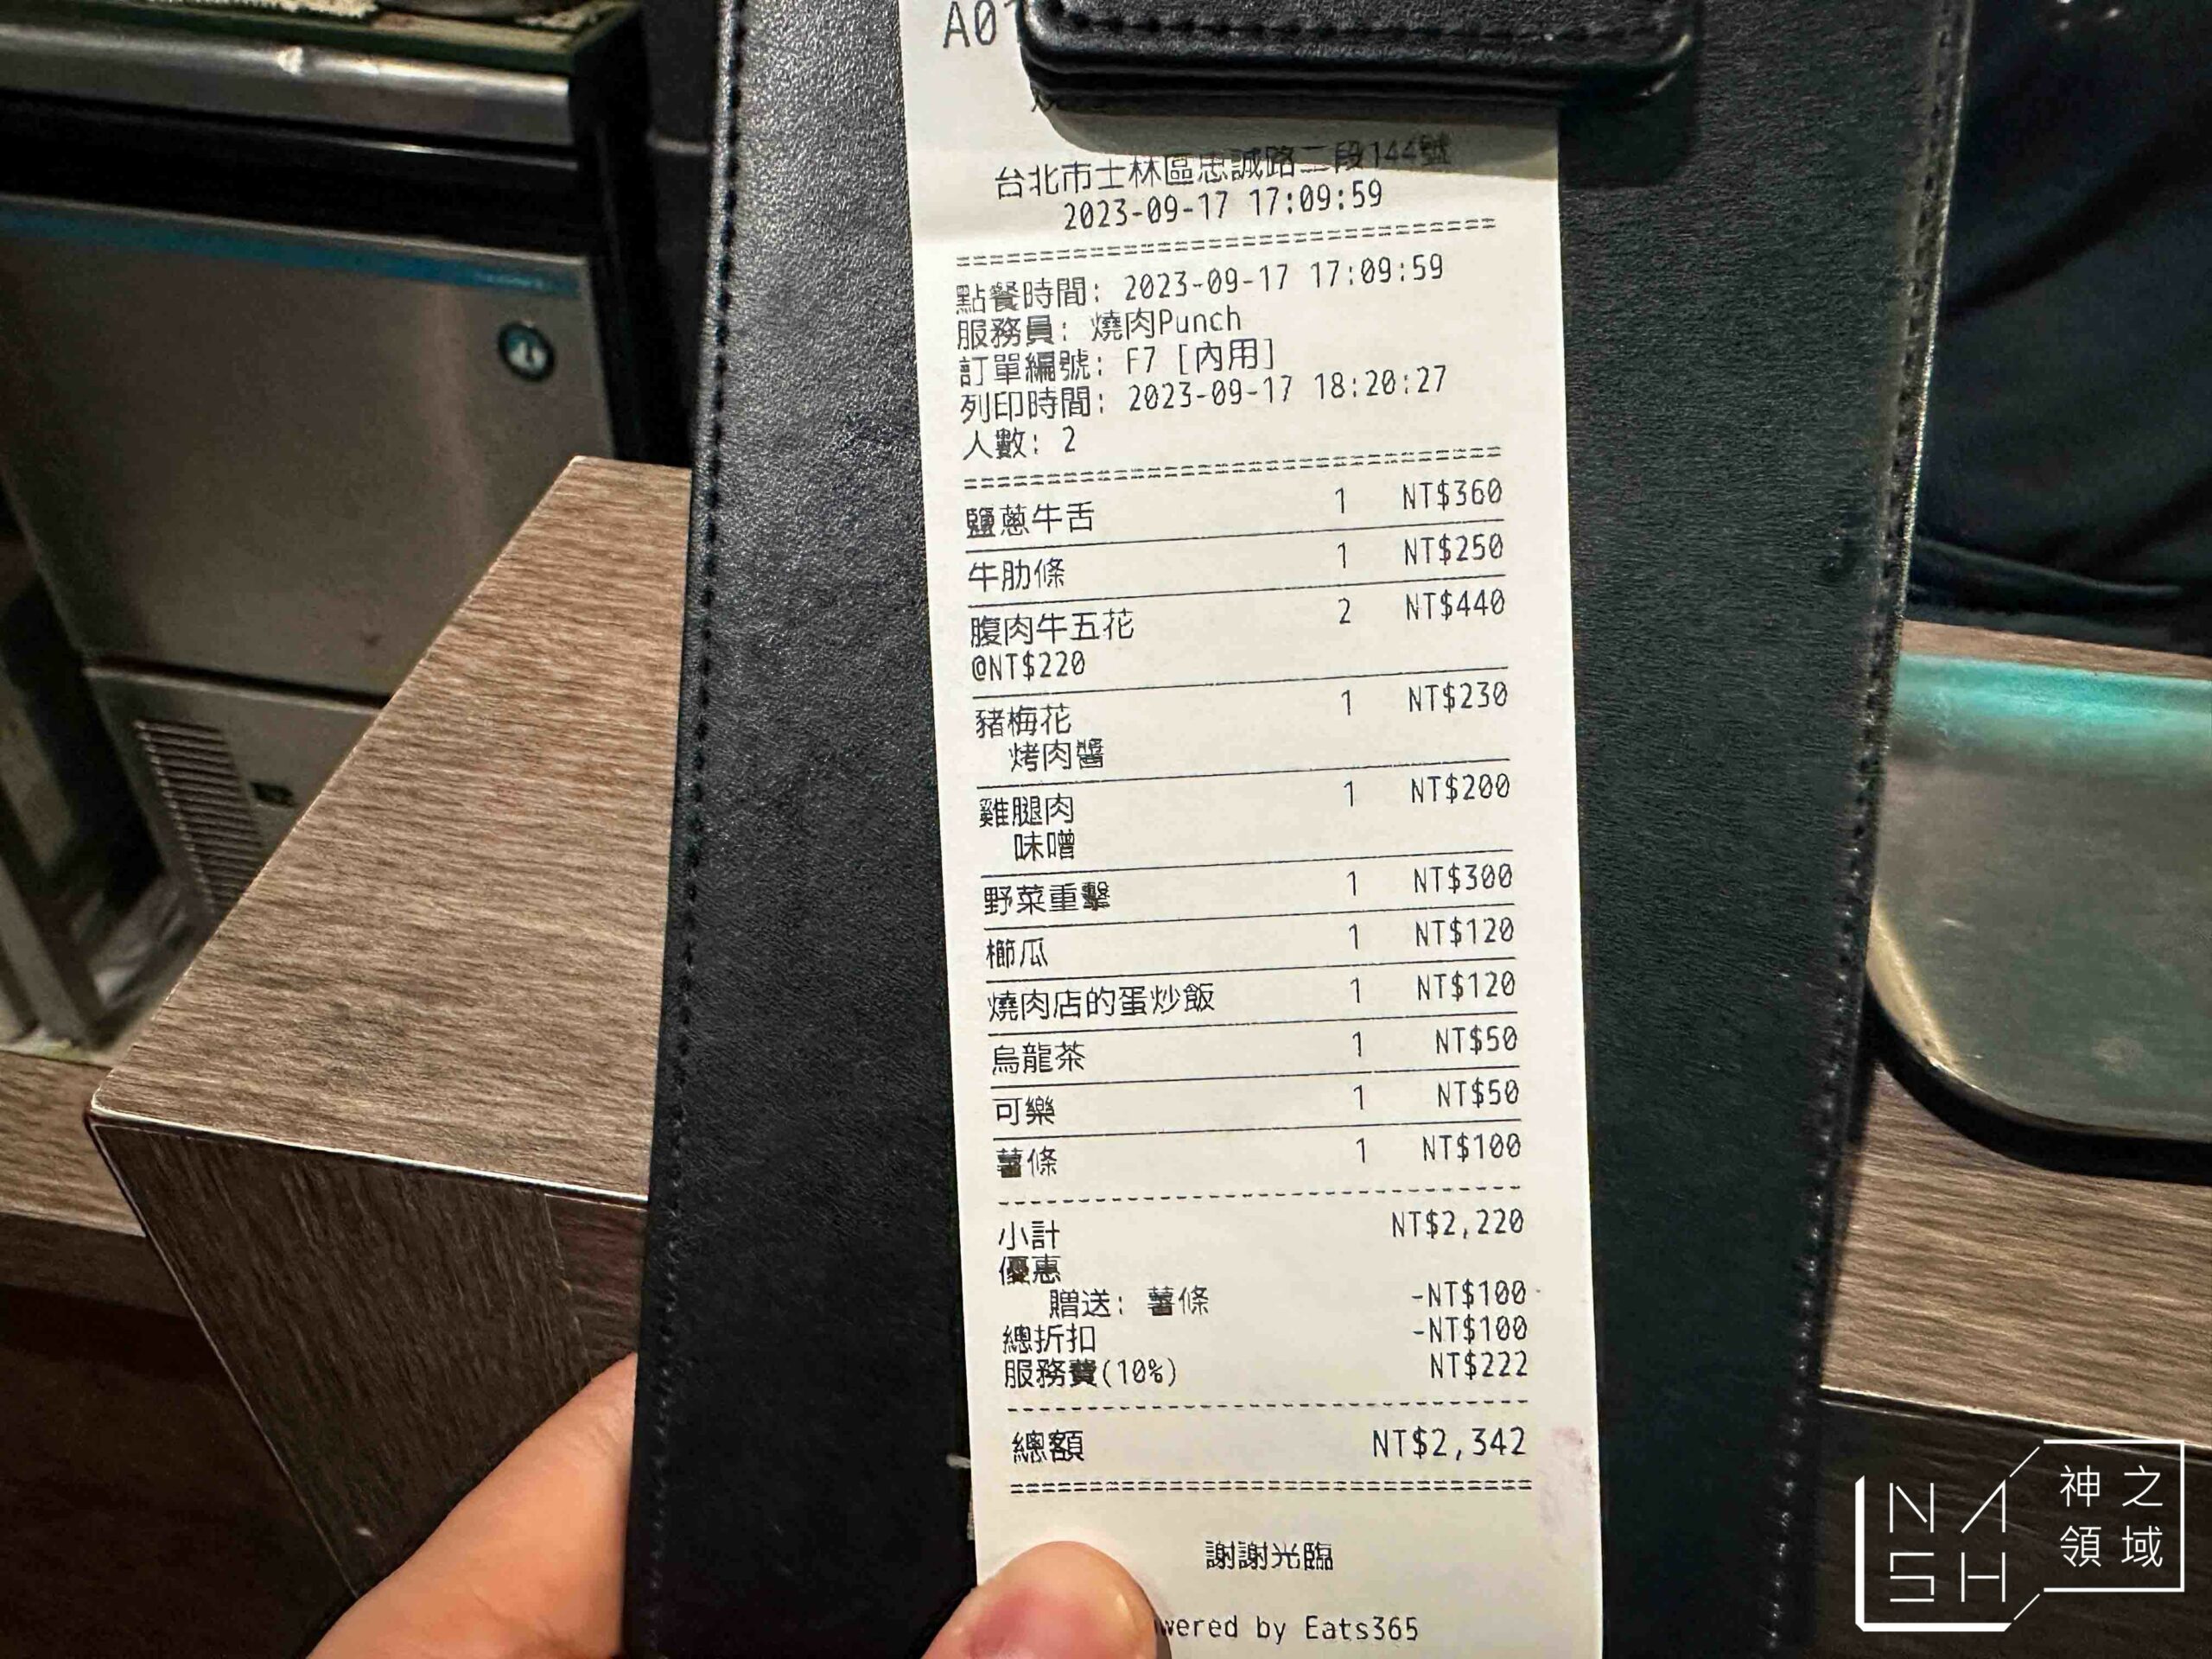 A0
台北市士林區忠誠路二段144號
2023-09-17 17:09:59
==============================
點餐時間: 2023-09-17 17:09:59
服務員: 燒肉Punch
訂單編號: F7 [內用]
列印時間: 2023-09-17 18:20:27
人數: 2
==============================
鹽蔥牛舌 1 NT$360
牛肋條 1 NT$250
腹肉牛五花 2 NT$440
@NT$220
豬梅花 1 NT$230
烤肉醬
雞腿肉 1 NT$200
味噌
野菜重擊 1 NT$300
櫛瓜 1 NT$120
燒肉店的蛋炒飯 1 NT$120
烏龍茶 1 NT$50
可樂 1 NT$50
薯條 1 NT$100
小計 NT$2,220
優惠
贈送: 薯條 -NT$100
總折扣 -NT$100
服務費(10%) NT$222
總額 NT$2,342
==============================
謝謝光臨
wered by Eats365
NASH
神之領域